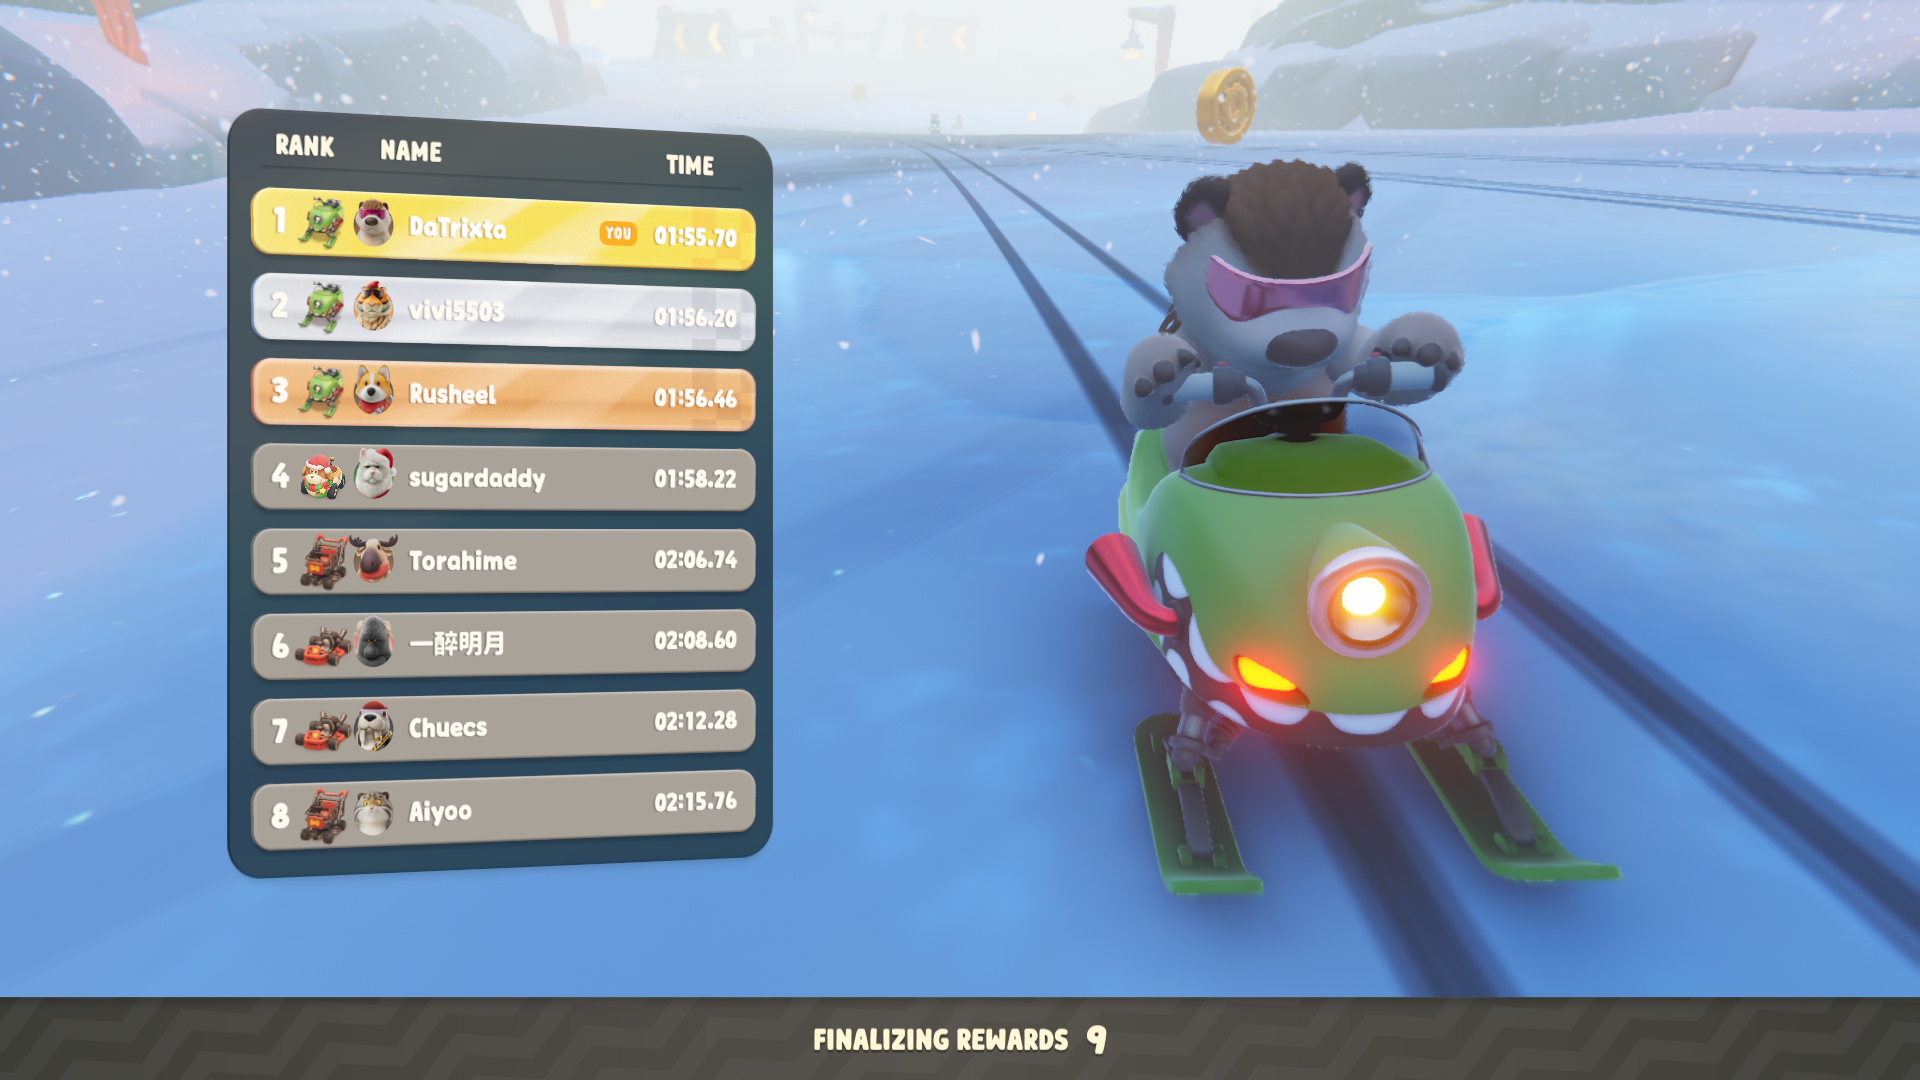 RANK NAME TIME
1 DaTrixta YOU 01:55.70
2 vivi5503 01:56.20
3 Rusheel 01:56.46
4 sugardaddy 01:58.22
5 Torahime 02:06.74
6 一醉明月 02:08.60
7 Chuecs 02:12.28
8 Aiyoo 02:15.76
FINALIZING REWARDS 9